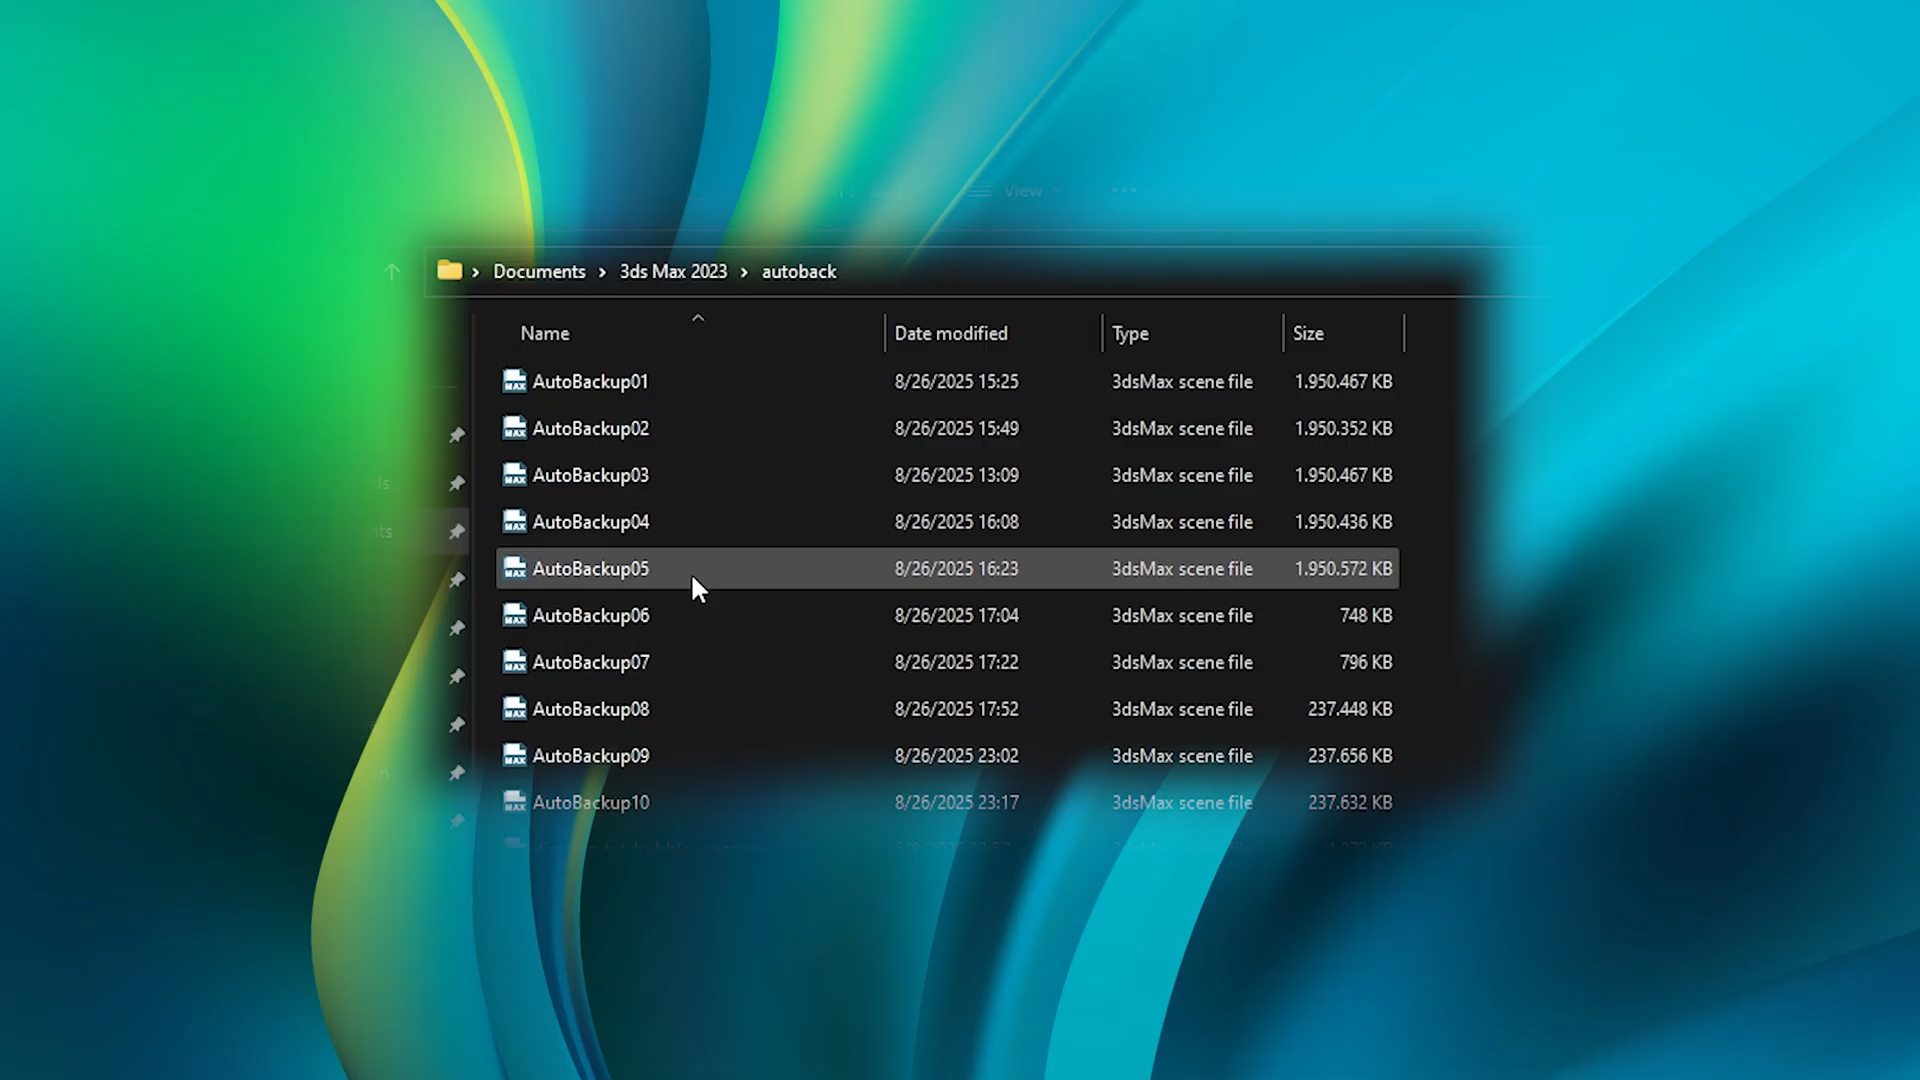 View
Documents › 3ds Max 2023 › autoback
Name Date modified Type Size
AutoBackup01 8/26/2025 15:25 3dsMax scene file 1.950.467 KB
AutoBackup02 8/26/2025 15:49 3dsMax scene file 1.950.352 KB
AutoBackup03 8/26/2025 13:09 3dsMax scene file 1.950.467 KB
AutoBackup04 8/26/2025 16:08 3dsMax scene file 1.950.436 KB
AutoBackup05 8/26/2025 16:23 3dsMax scene file 1.950.572 KB
AutoBackup06 8/26/2025 17:04 3dsMax scene file 748 KB
AutoBackup07 8/26/2025 17:22 3dsMax scene file 796 KB
AutoBackup08 8/26/2025 17:52 3dsMax scene file 237.448 KB
AutoBackup09 8/26/2025 23:02 3dsMax scene file 237.656 KB
AutoBackup10 8/26/2025 23:17 3dsMax scene file 237.632 KB